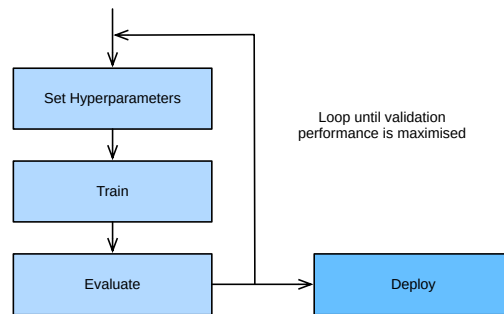 Set Hyperparameters
Loop until validation
performance is maximised
Train
Evaluate
Deploy